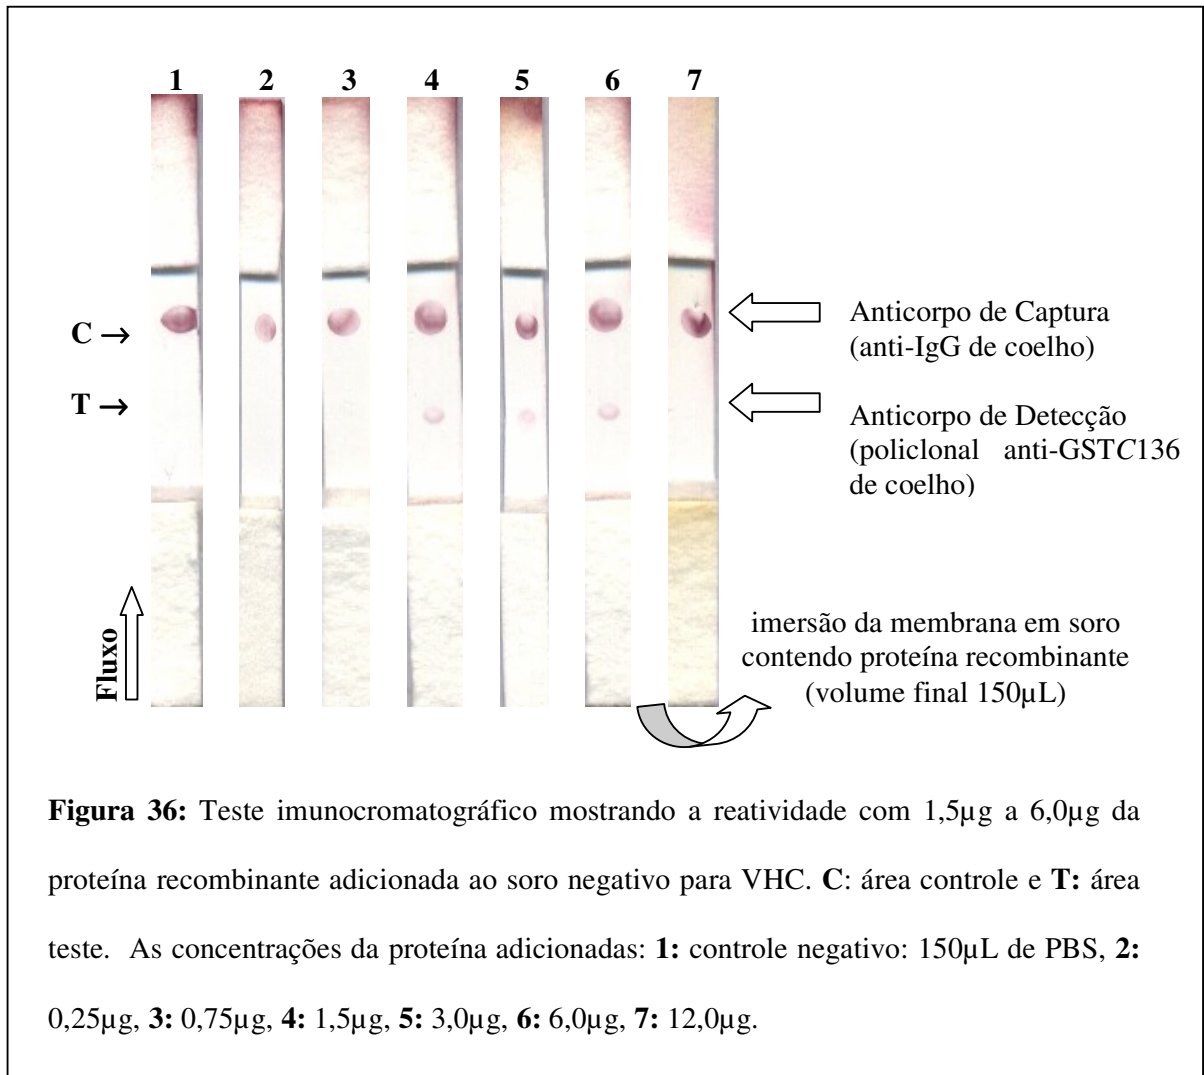 1 2 3 4 5 6 7
C →
T →
Anticorpo de Captura
(anti-IgG de coelho)
Anticorpo de Detecção
(policlonal anti-GSTC136
de coelho)
Fluxo
imersão da membrana em soro
contendo proteína recombinante
(volume final 150µL)
Figura 36: Teste imunocromatográfico mostrando a reatividade com 1,5µg a 6,0µg da
proteína recombinante adicionada ao soro negativo para VHC. C: área controle e T: área
teste. As concentrações da proteína adicionadas: 1: controle negativo: 150µL de PBS, 2:
0,25µg, 3: 0,75µg, 4: 1,5µg, 5: 3,0µg, 6: 6,0µg, 7: 12,0µg.